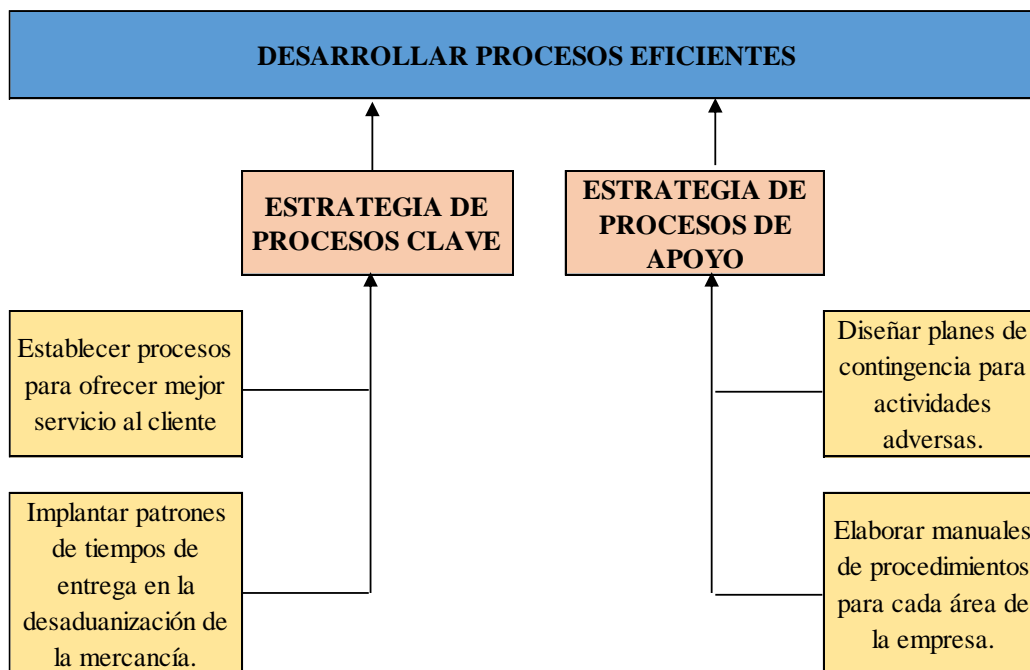 DESARROLLAR PROCESOS EFICIENTES
ESTRATEGIA DE
PROCESOS CLAVE
ESTRATEGIA DE
PROCESOS DE
APOYO
Establecer procesos
para ofrecer mejor
servicio al cliente
Diseñar planes de
contingencia para
actividades
adversas.
Implantar patrones
de tiempos de
entrega en la
desaduanización de
la mercancía.
Elaborar manuales
de procedimientos
para cada área de
la empresa.